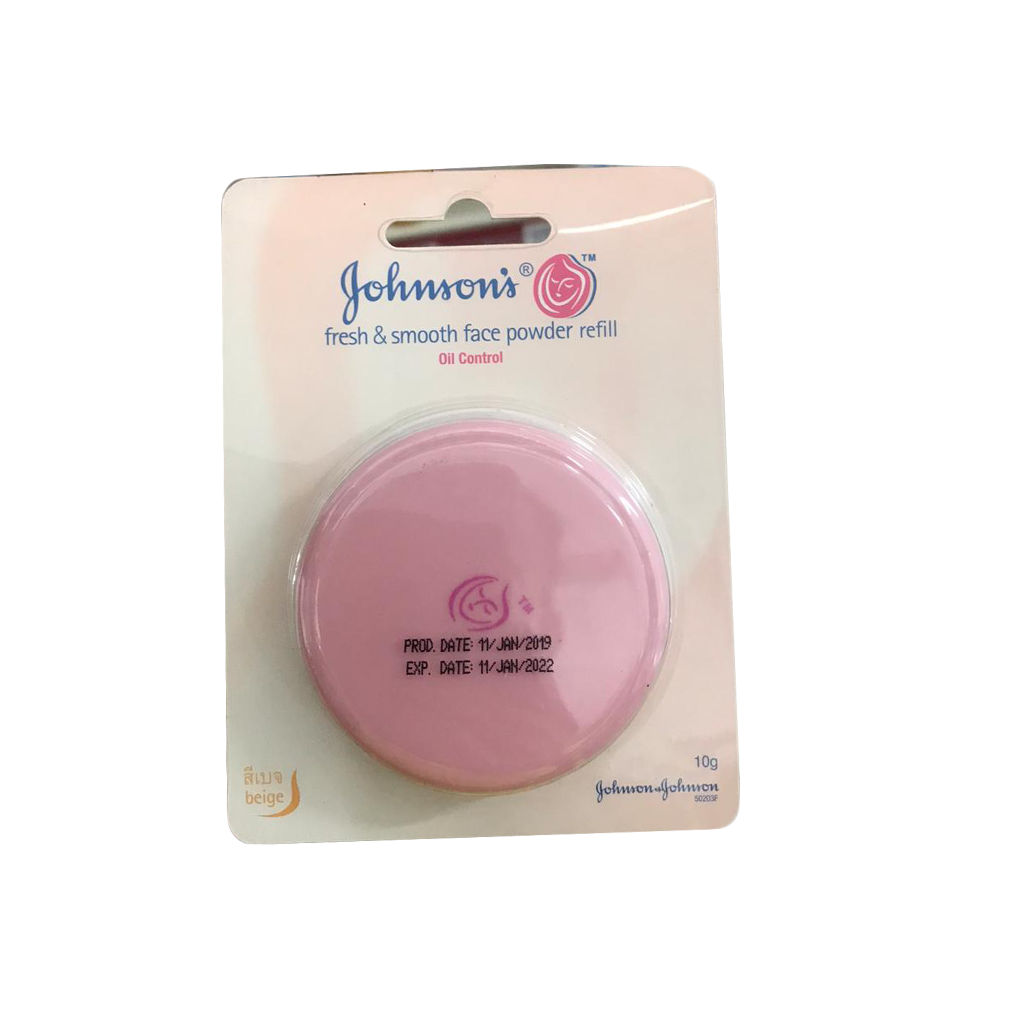 Johnson's® TM
fresh & smooth face powder refill
Oil Control
TM
PROD. DATE: 11/JAN/2019
EXP. DATE: 11/JAN/2022
สีเบจ
beige
10g
Johnson & Johnson
50203F